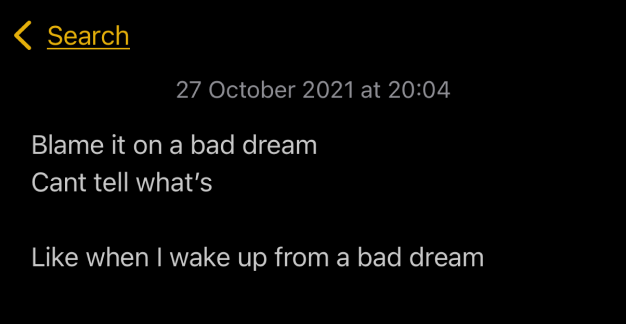 Search
27 October 2021 at 20:04
Blame it on a bad dream
Cant tell what’s
Like when I wake up from a bad dream